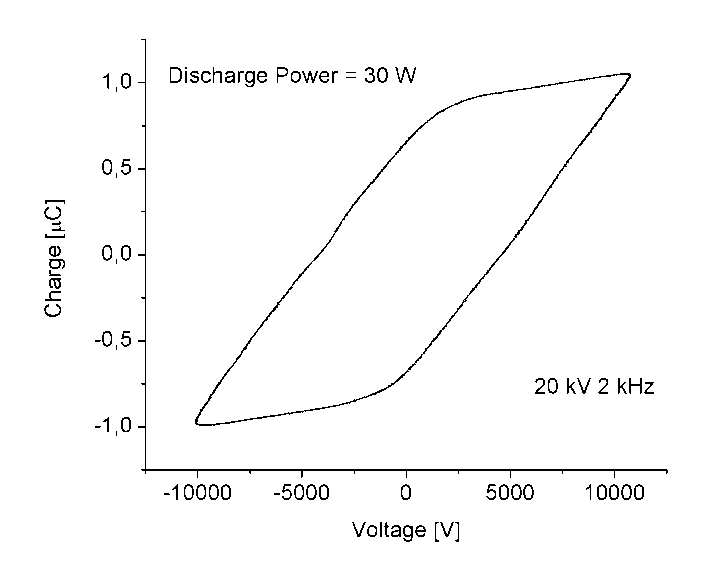 Discharge Power = 30 W
1,0
0,5
0,0
-0,5
-1,0
Charge [μC]
20 kV 2 kHz
-10000 -5000 0 5000 10000
Voltage [V]